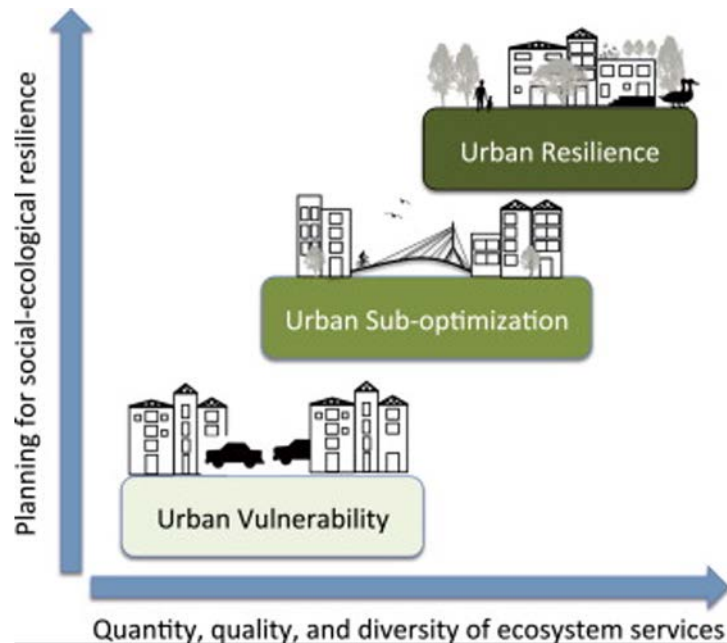 Planning for social-ecological resilience
Urban Resilience
Urban Sub-optimization
Urban Vulnerability
Quantity, quality, and diversity of ecosystem services